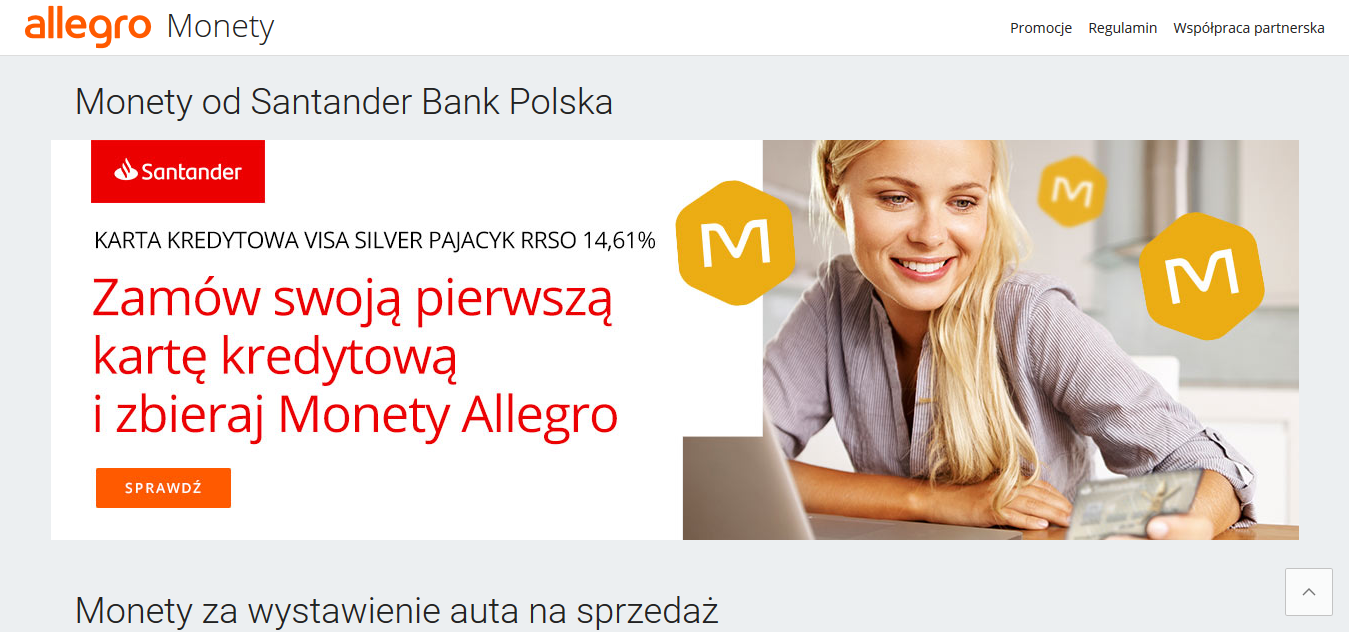 allegro Monety
Promocje Regulamin Współpraca partnerska
Monety od Santander Bank Polska
Santander
KARTA KREDYTOWA VISA SILVER PAJACYK RRSO 14,61%
Zamów swoją pierwszą
kartę kredytową
i zbieraj Monety Allegro
SPRAWDŹ
M
M
M
Monety za wystawienie auta na sprzedaż